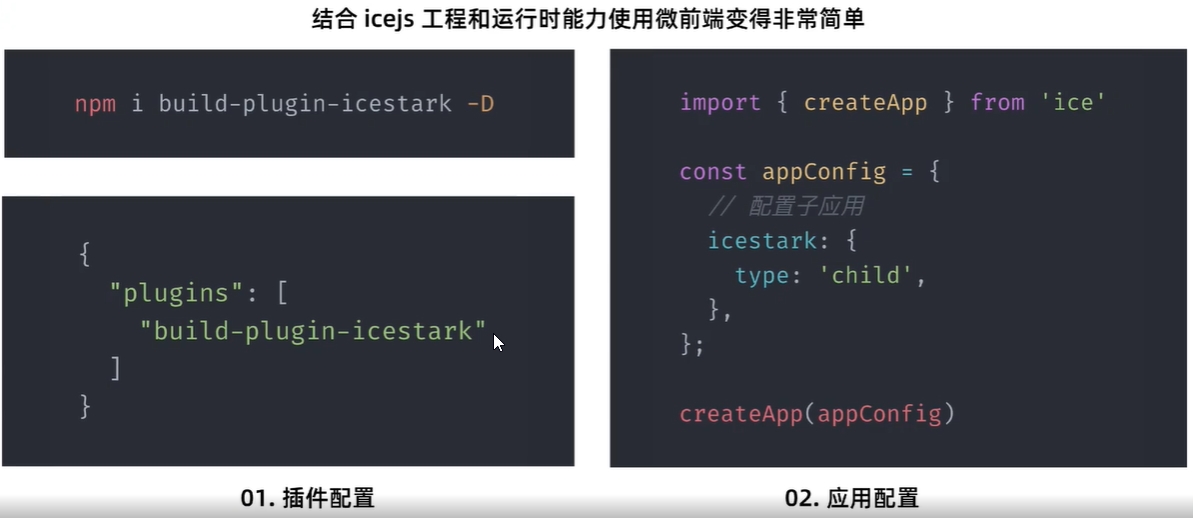 结合 icejs 工程和运行时能力使用微前端变得非常简单
npm i build-plugin-icestark -D
{
"plugins": [
"build-plugin-icestark"
]
}
01. 插件配置
import { createApp } from 'ice'
const appConfig = {
// 配置子应用
icestark: {
type: 'child',
},
};
createApp(appConfig)
02. 应用配置